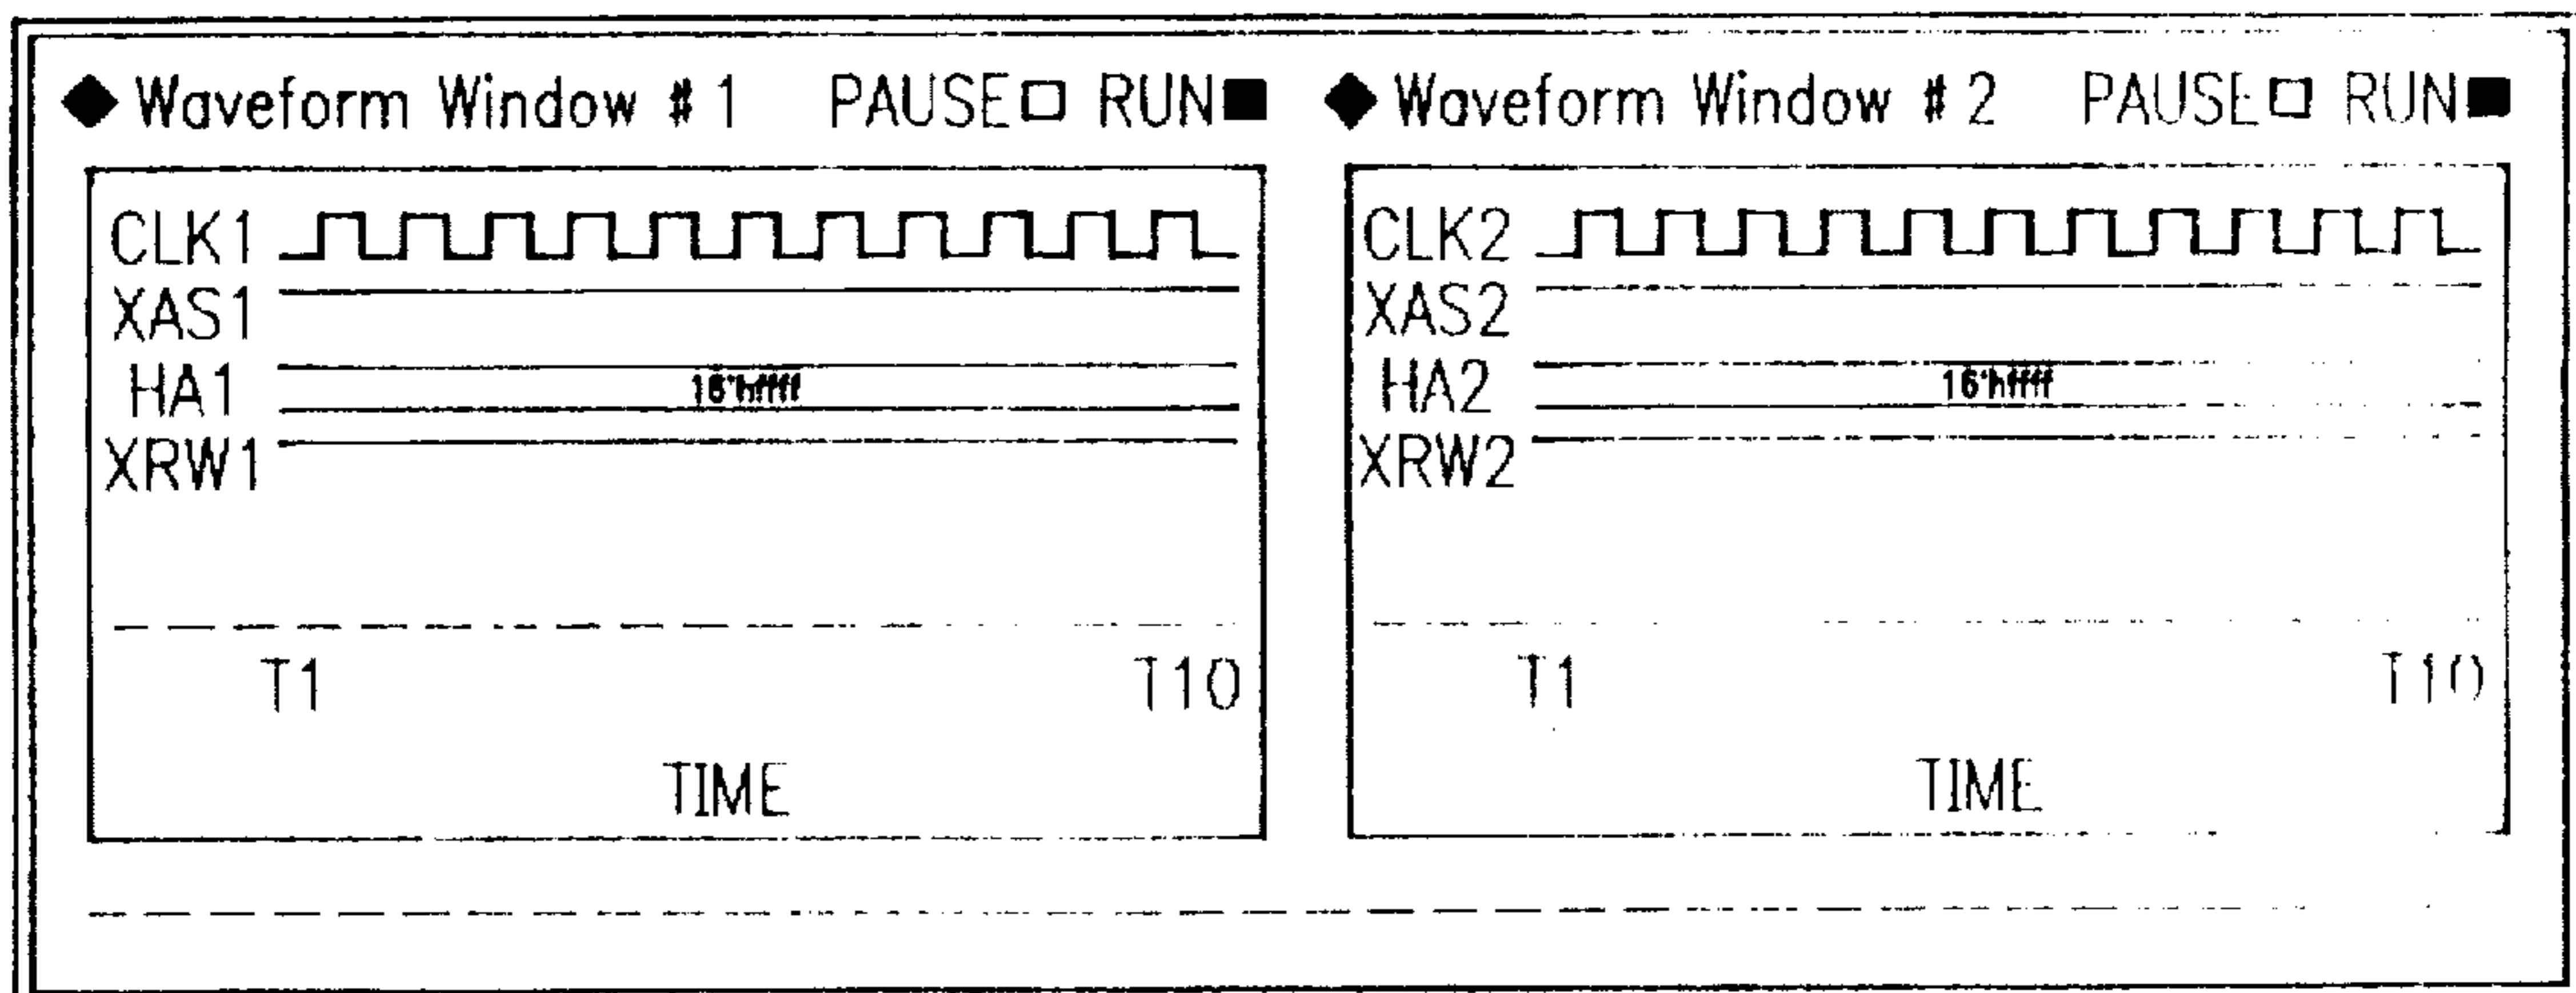 ◆ Waveform Window # 1 PAUSE□ RUN■
CLK1
XAS1
HA1 16'hffff
XRW1
T1 T10
TIME
◆ Waveform Window # 2 PAUSE□ RUN■
CLK2
XAS2
HA2 16'hffff
XRW2
T1 T10
TIME